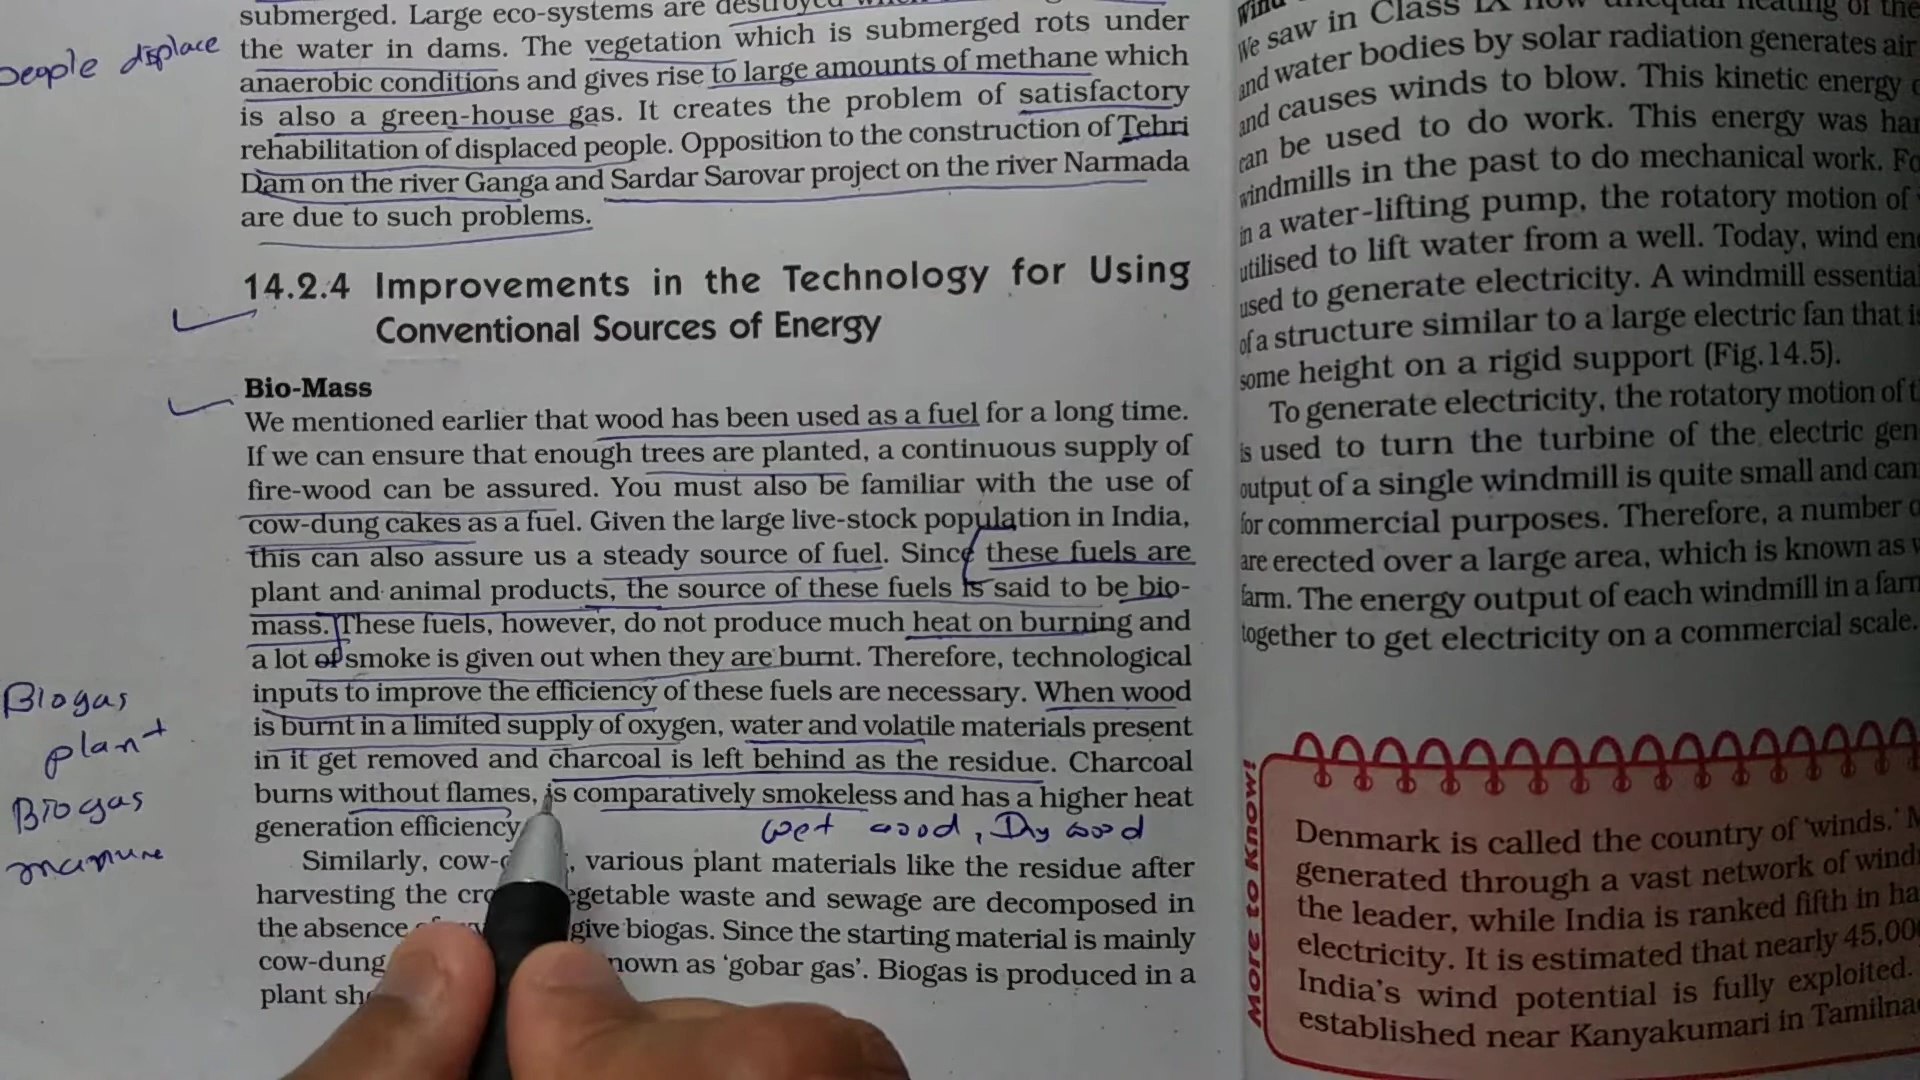 submerged. Large eco-systems are destroyed
people displace
the water in dams. The vegetation which is submerged rots under
anaerobic conditions and gives rise to large amounts of methane which
is also a green-house gas. It creates the problem of satisfactory
rehabilitation of displaced people. Opposition to the construction of Tehri
Dam on the river Ganga and Sardar Sarovar project on the river Narmada
are due to such problems.
14.2.4 Improvements in the Technology for Using
Conventional Sources of Energy
Bio-Mass
We mentioned earlier that wood has been used as a fuel for a long time.
If we can ensure that enough trees are planted, a continuous supply of
fire-wood can be assured. You must also be familiar with the use of
cow-dung cakes as a fuel. Given the large live-stock population in India,
this can also assure us a steady source of fuel. Since these fuels are
plant and animal products, the source of these fuels is said to be bio-
mass. These fuels, however, do not produce much heat on burning and
a lot of smoke is given out when they are burnt. Therefore, technological
inputs to improve the efficiency of these fuels are necessary. When wood
is burnt in a limited supply of oxygen, water and volatile materials present
in it get removed and charcoal is left behind as the residue. Charcoal
burns without flames, is comparatively smokeless and has a higher heat
generation efficiency
wet wood, Dry wood
Biogas
plant
Biogas
manure
Similarly, various plant materials like the residue after
harvesting the vegetable waste and sewage are decomposed in
the absence give biogas. Since the starting material is mainly
cow-dung known as 'gobar gas'. Biogas is produced in a
plant
Wind
We saw in Class IX how unequal heating of the
and water bodies by solar radiation generates air
and causes winds to blow. This kinetic energy
can be used to do work. This energy was
windmills in the past to do mechanical work.
in a water-lifting pump, the rotatory motion of
utilised to lift water from a well. Today, wind
used to generate electricity. A windmill
of a structure similar to a large electric fan that
some height on a rigid support (Fig. 14.5).
To generate electricity, the rotatory motion of
is used to turn the turbine of the electric
output of a single windmill is quite small and
for commercial purposes. Therefore, a number
are erected over a large area, which is known as
farm. The energy output of each windmill in a
together to get electricity on a commercial scale.
More to Know!
Denmark is called the country of 'winds.'
generated through a vast network of
the leader, while India is ranked fifth in
electricity. It is estimated that nearly
India's wind potential is fully exploited.
established near Kanyakumari in